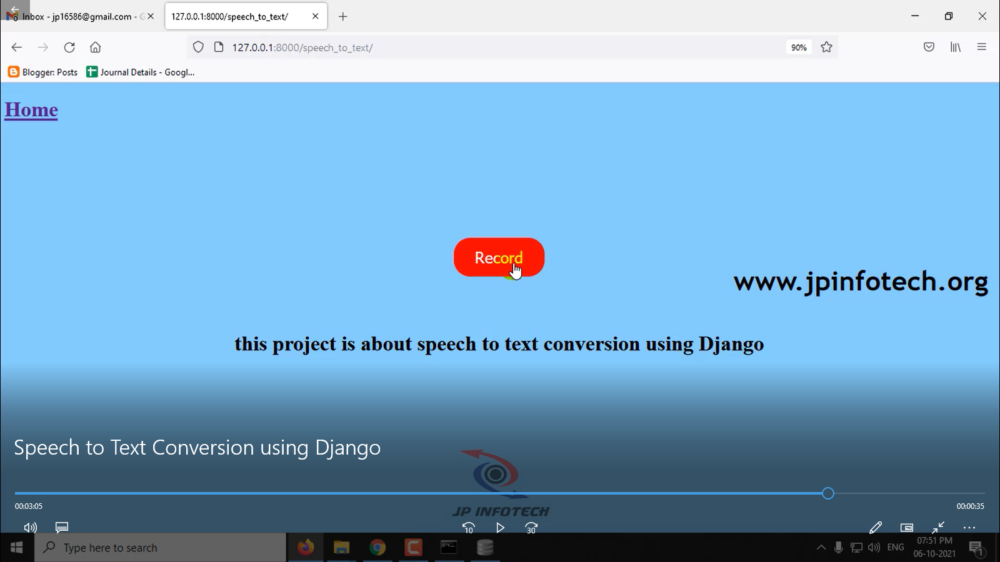 Inbox - jp16586@gmail.com - G
127.0.0.1:8000/speech_to_text/
127.0.0.1:8000/speech_to_text/
90%
Blogger: Posts
Journal Details - Googl...
Home
Record
www.jpinfotech.org
this project is about speech to text conversion using Django
Speech to Text Conversion using Django
00:03:05
00:00:35
JP INFOTECH
10
30
Type here to search
ENG
07:51 PM
06-10-2021
1